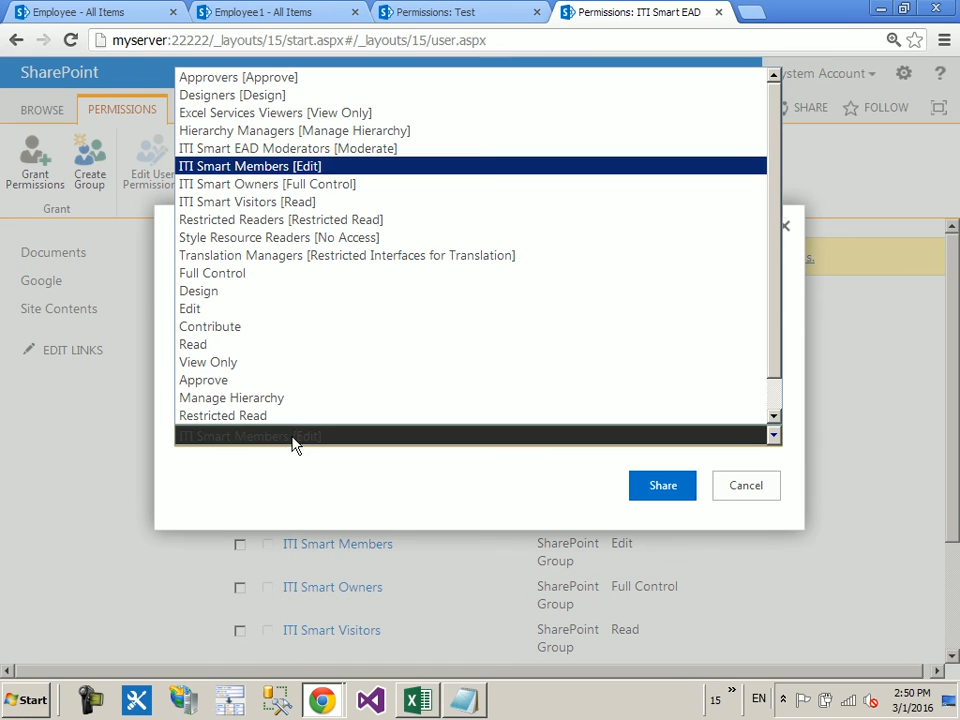 Employee - All Items
Employee1 - All Items
Permissions: Test
Permissions: ITI Smart EAD
myserver:22222/_layouts/15/start.aspx#/_layouts/15/user.aspx
SharePoint
ystem Account
?
BROWSE
PERMISSIONS
SHARE
FOLLOW
Grant Permissions
Create Group
Edit User
Permission
Grant
Approvers [Approve]
Designers [Design]
Excel Services Viewers [View Only]
Hierarchy Managers [Manage Hierarchy]
ITI Smart EAD Moderators [Moderate]
ITI Smart Members [Edit]
ITI Smart Owners [Full Control]
ITI Smart Visitors [Read]
Restricted Readers [Restricted Read]
Style Resource Readers [No Access]
Translation Managers [Restricted Interfaces for Translation]
Full Control
Design
Edit
Contribute
Read
View Only
Approve
Manage Hierarchy
Restricted Read
ITI Smart Members [Edit]
Documents
Google
Site Contents
EDIT LINKS
s.
Share
Cancel
ITI Smart Members
SharePoint Group
Edit
ITI Smart Owners
SharePoint Group
Full Control
ITI Smart Visitors
SharePoint Group
Read
Start
15
EN
2:50 PM
3/1/2016